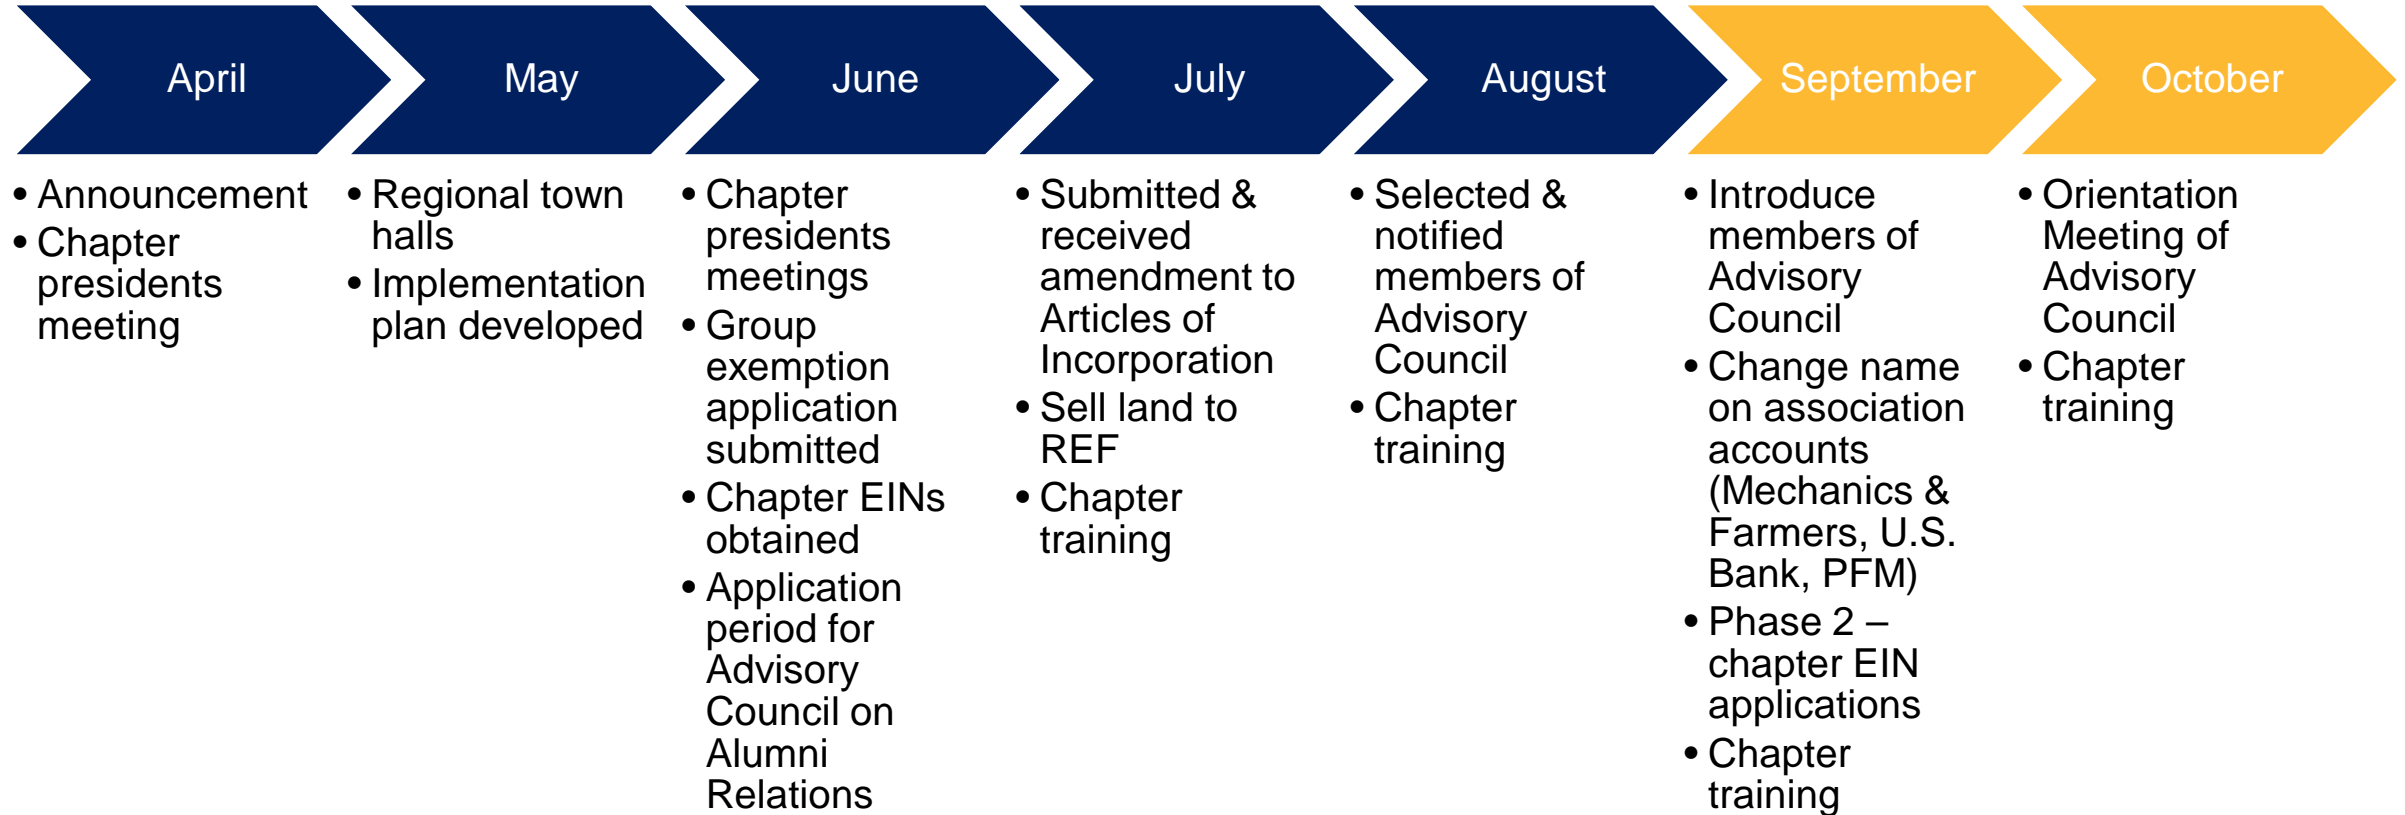 April
May
June
July
August
September
October
• Announcement
• Chapter
presidents
meeting
• Regional town
halls
• Implementation
plan developed
• Chapter
presidents
meetings
• Group
exemption
application
submitted
• Chapter EINs
obtained
• Application
period for
Advisory
Council on
Alumni
Relations
• Submitted &
received
amendment to
Articles of
Incorporation
• Sell land to
REF
• Chapter
training
• Selected &
notified
members of
Advisory
Council
• Chapter
training
• Introduce
members of
Advisory
Council
• Change name
on association
accounts
(Mechanics &
Farmers, U.S.
Bank, PFM)
• Phase 2 –
chapter EIN
applications
• Chapter
training
• Orientation
Meeting of
Advisory
Council
• Chapter
training